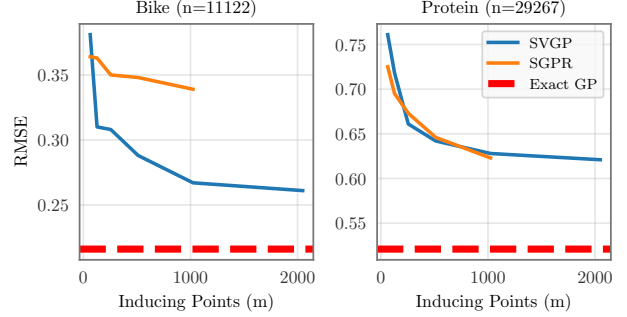 Bike (n=11122)
RMSE
0.35
0.30
0.25
0
1000
2000
Inducing Points (m)
Protein (n=29267)
0.75
0.70
0.65
0.60
0.55
0
1000
2000
Inducing Points (m)
SVGP
SGPR
Exact GP